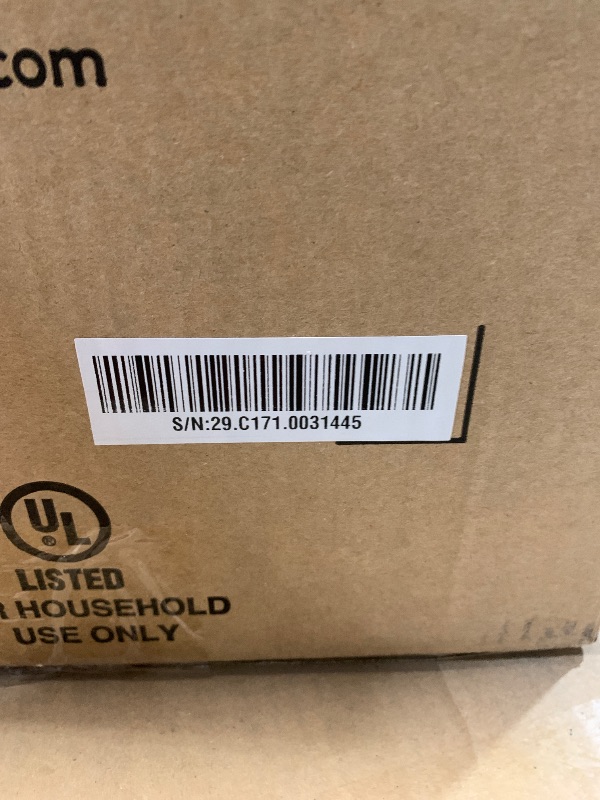 .com
S/N:29.C171.0031445
UL
®
LISTED
R HOUSEHOLD
USE ONLY